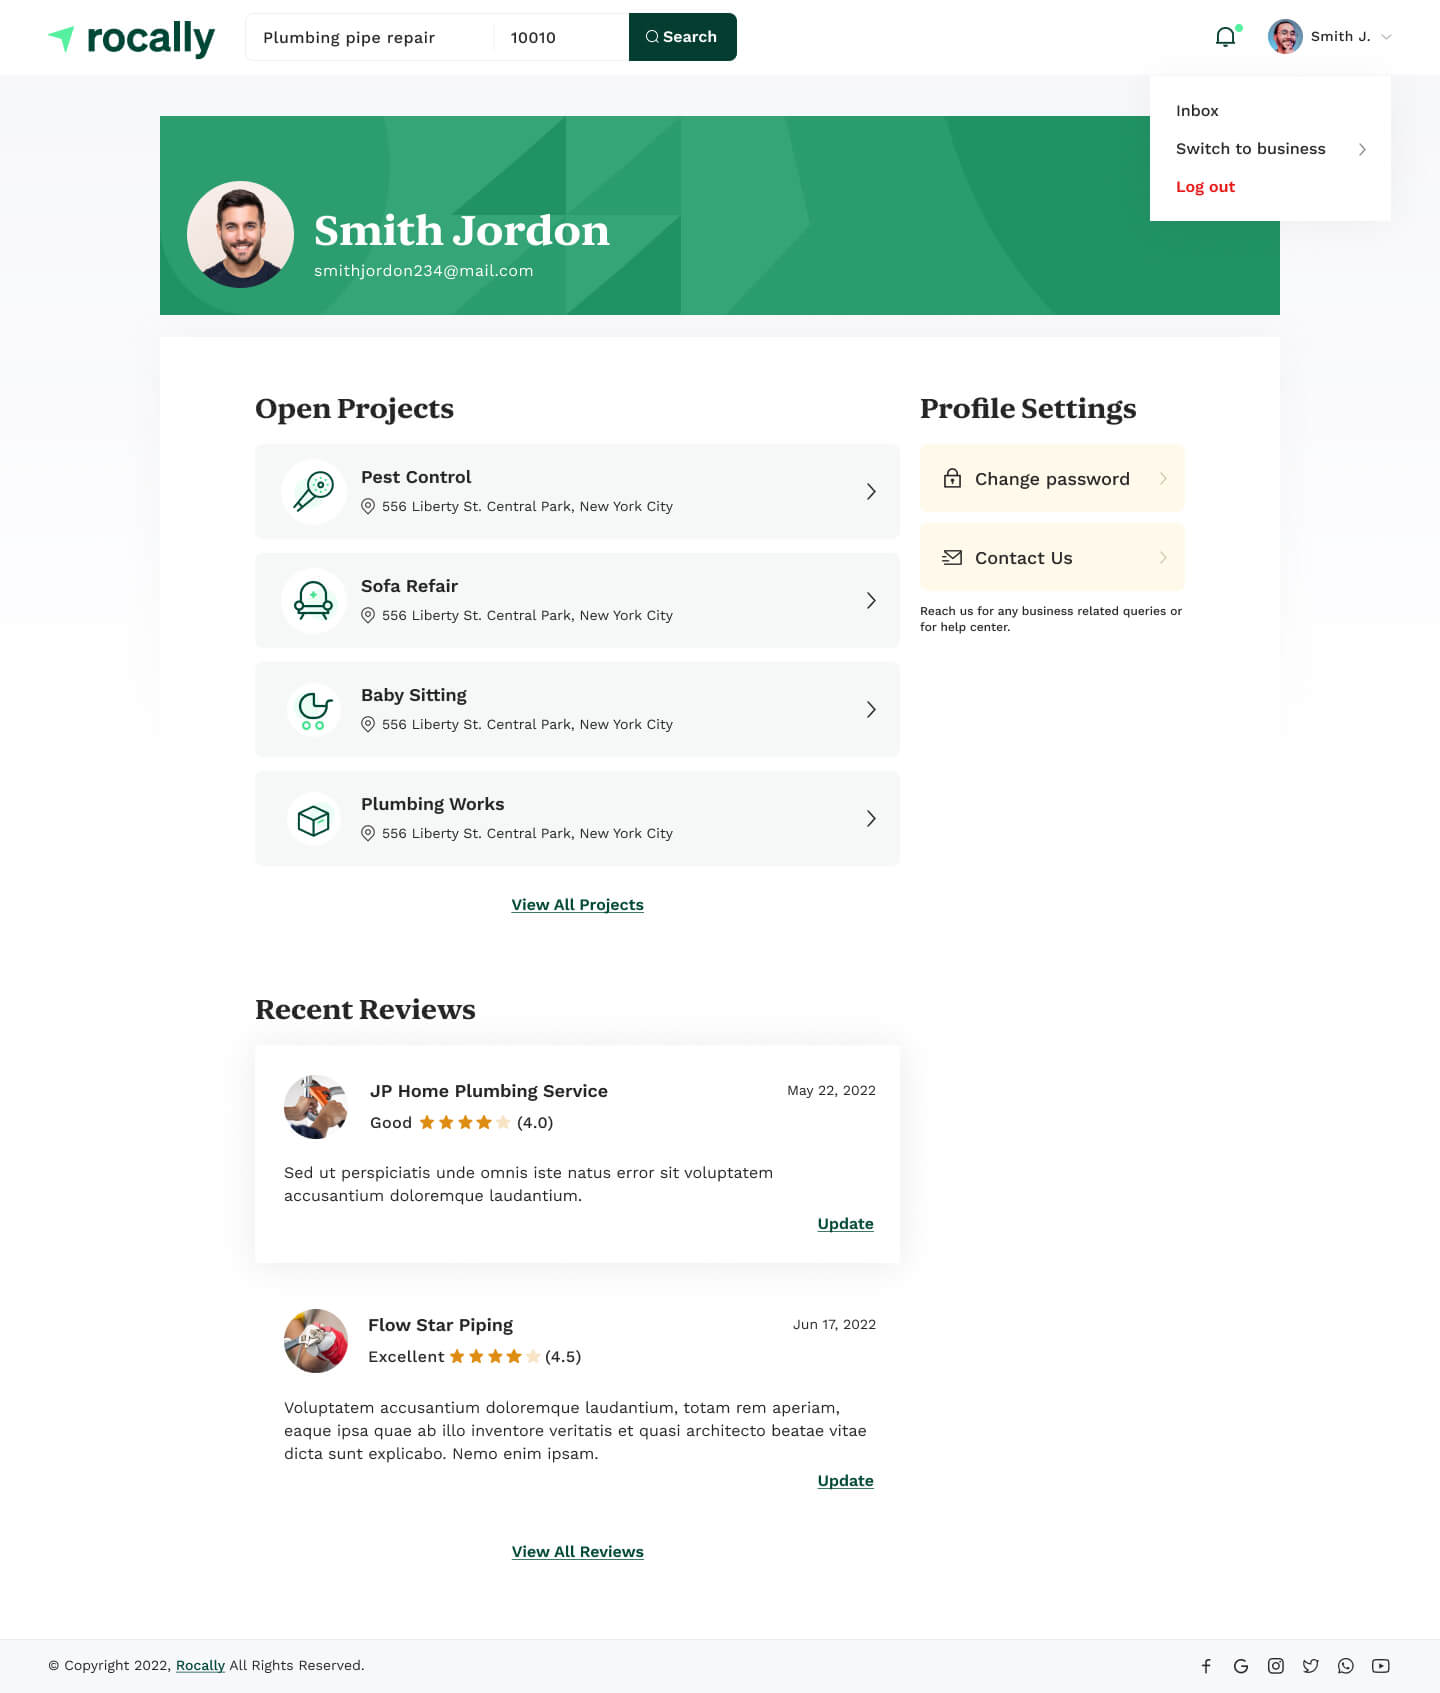 rocally
Plumbing pipe repair
10010
Search
Smith J.
Inbox
Switch to business
Log out
Smith Jordon
smithjordon234@mail.com
Open Projects
Pest Control
556 Liberty St. Central Park, New York City
Sofa Refair
556 Liberty St. Central Park, New York City
Baby Sitting
556 Liberty St. Central Park, New York City
Plumbing Works
556 Liberty St. Central Park, New York City
View All Projects
Profile Settings
Change password
Contact Us
Reach us for any business related queries or
for help center.
Recent Reviews
JP Home Plumbing Service
May 22, 2022
Good (4.0)
Sed ut perspiciatis unde omnis iste natus error sit voluptatem
accusantium doloremque laudantium.
Update
Flow Star Piping
Jun 17, 2022
Excellent (4.5)
Voluptatem accusantium doloremque laudantium, totam rem aperiam,
eaque ipsa quae ab illo inventore veritatis et quasi architecto beatae vitae
dicta sunt explicabo. Nemo enim ipsam.
Update
View All Reviews
© Copyright 2022, Rocally All Rights Reserved.